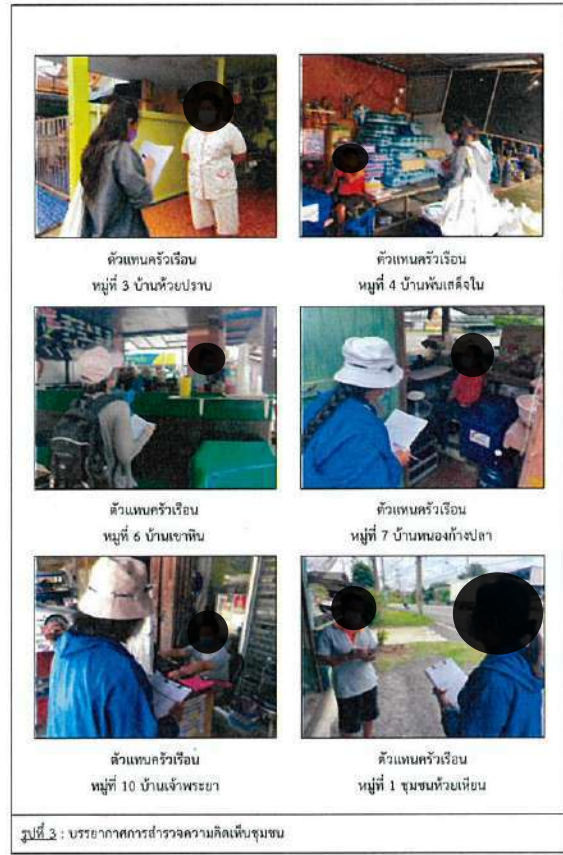 ตัวแทนครัวเรือน
หมู่ที่ 3 บ้านห้วยปราบ
ตัวแทนครัวเรือน
หมู่ที่ 4 บ้านพันเสด็จใน
ตัวแทนครัวเรือน
หมู่ที่ 6 บ้านเขาหิน
ตัวแทนครัวเรือน
หมู่ที่ 7 บ้านหนองก้างปลา
ตัวแทนครัวเรือน
หมู่ที่ 10 บ้านเจ้าพระยา
ตัวแทนครัวเรือน
หมู่ที่ 1 ชุมชนห้วยเหียน
รูปที่ 3 : บรรยากาศการสำรวจความคิดเห็นชุมชน